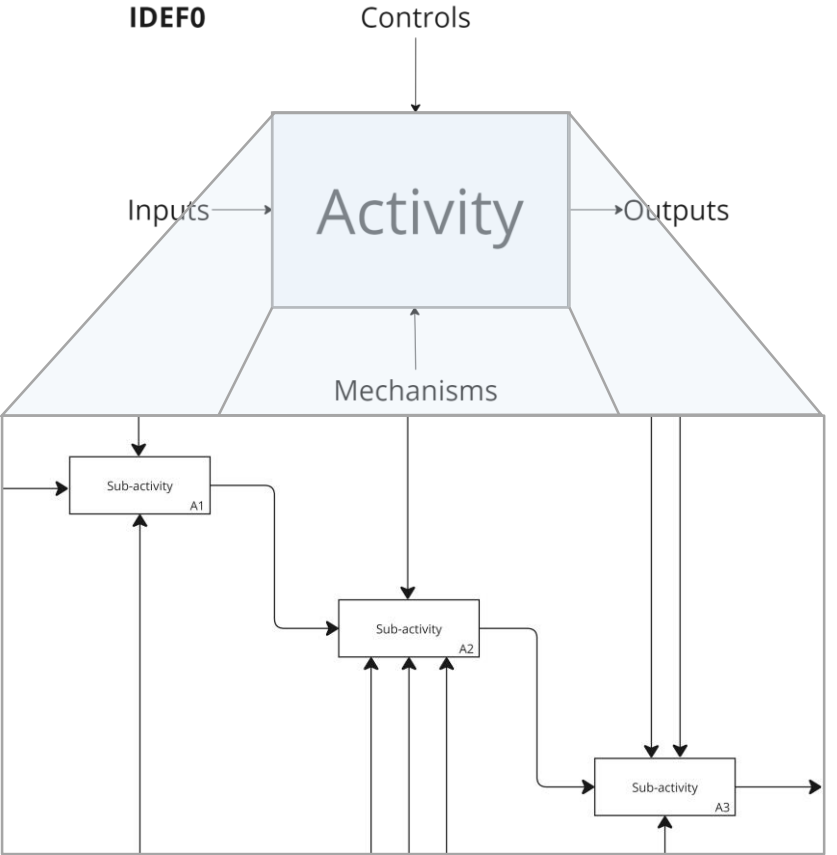 IDEF0
Controls
Inputs
Activity
Outputs
Mechanisms
Sub-activity
A1
Sub-activity
A2
Sub-activity
A3